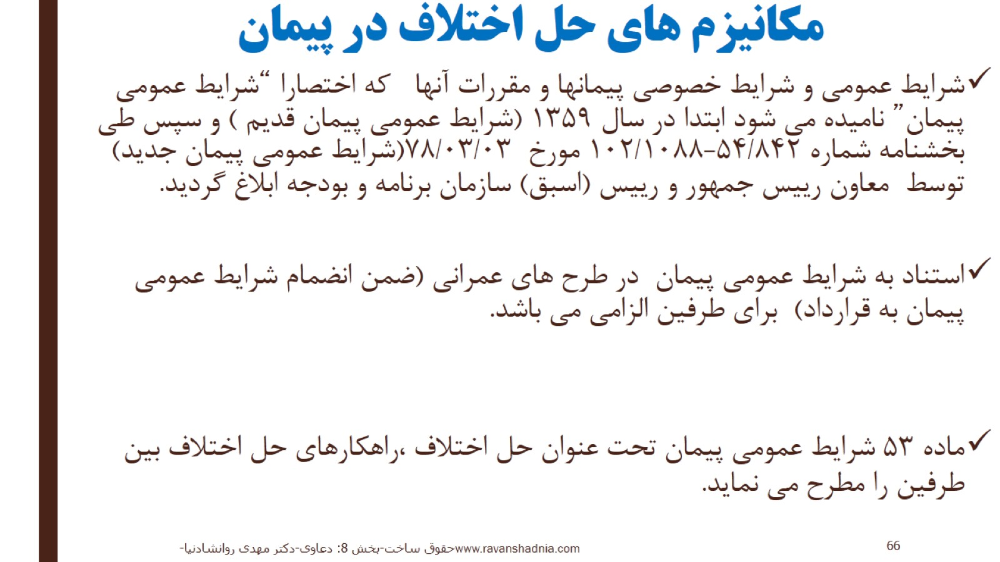 مکانیزم های حل اختلاف در پیمان
✓شرایط عمومی و شرایط خصوصی پیمانها و مقررات آنها که اختصارا “شرایط عمومی
پیمان” نامیده می شود ابتدا در سال ۱۳۵۹ (شرایط عمومی پیمان قدیم ) و سپس طی
بخشنامه شماره ۵۴/۸۴۲-۱۰۲/۱۰۸۸ مورخ ۷۸/۰۳/۰۳(شرایط عمومی پیمان جدید)
توسط معاون رییس جمهور و رییس (اسبق) سازمان برنامه و بودجه ابلاغ گردید.
✓استناد به شرایط عمومی پیمان در طرح های عمرانی (ضمن انضمام شرایط عمومی
پیمان به قرارداد) برای طرفین الزامی می باشد.
✓ماده ۵۳ شرایط عمومی پیمان تحت عنوان حل اختلاف ،راهکارهای حل اختلاف بین
طرفین را مطرح می نماید.
www.ravanshadnia.comحقوق ساخت-بخش 8: دعاوی-دکتر مهدی روانشادنیا-
66